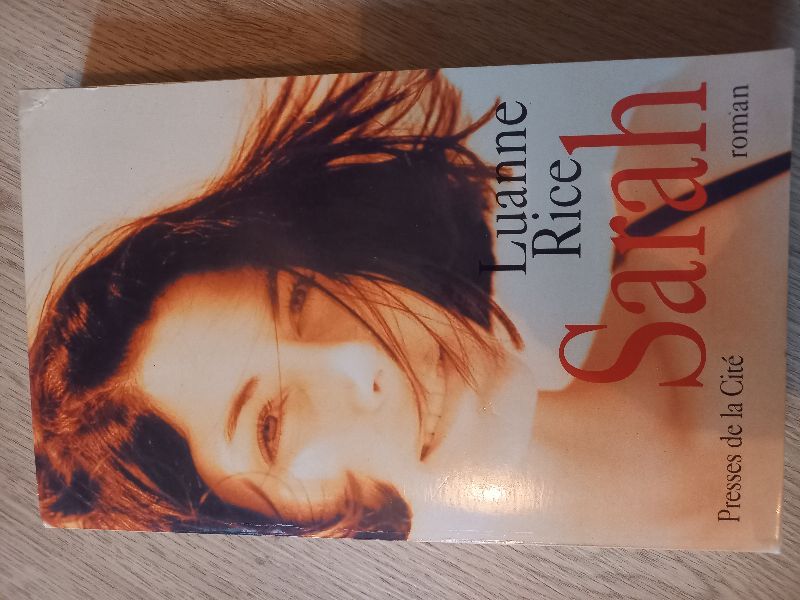 Luanne
Rice
Sarah
roman
Presses de la Cité